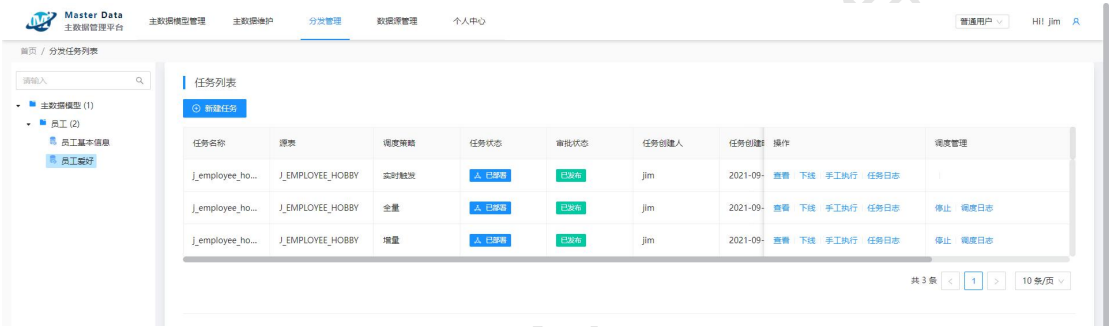 Master Data
主数据管理平台
主数据模型管理 主数据维护 分发管理 数据源管理 个人中心
普通用户 Hi! jim
首页 / 分发任务列表
请输入
主数据模型 (1)
员工 (2)
员工基本信息
员工爱好
任务列表
新建任务
任务名称 源表 调度策略 任务状态 审批状态 任务创建人 任务创建 操作 调度管理
j_employee_ho... J_EMPLOYEE_HOBBY 实时触发 已部署 已发布 jim 2021-09- 查看 下线 手工执行 任务日志
j_employee_ho... J_EMPLOYEE_HOBBY 全量 已部署 已发布 jim 2021-09- 查看 下线 手工执行 任务日志 停止 调度日志
j_employee_ho... J_EMPLOYEE_HOBBY 增量 已部署 已发布 jim 2021-09- 查看 下线 手工执行 任务日志 停止 调度日志
共 3 条 < 1 > 10 条/页